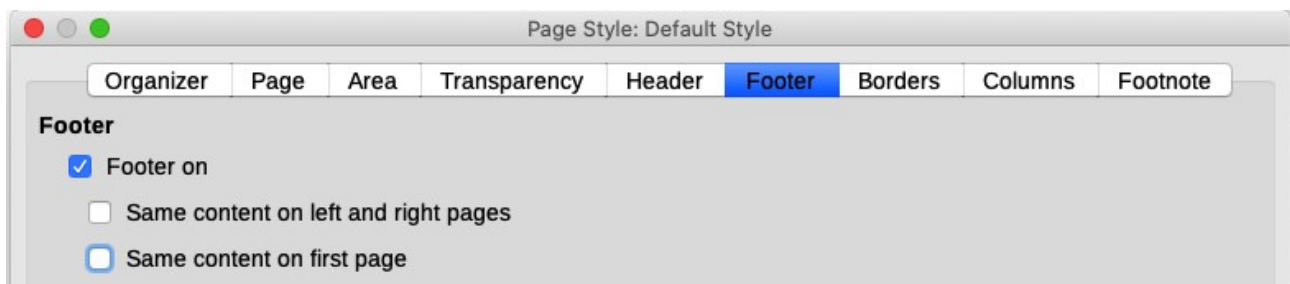 Page Style: Default Style
Organizer Page Area Transparency Header Footer Borders Columns Footnote
Footer
Footer on
Same content on left and right pages
Same content on first page